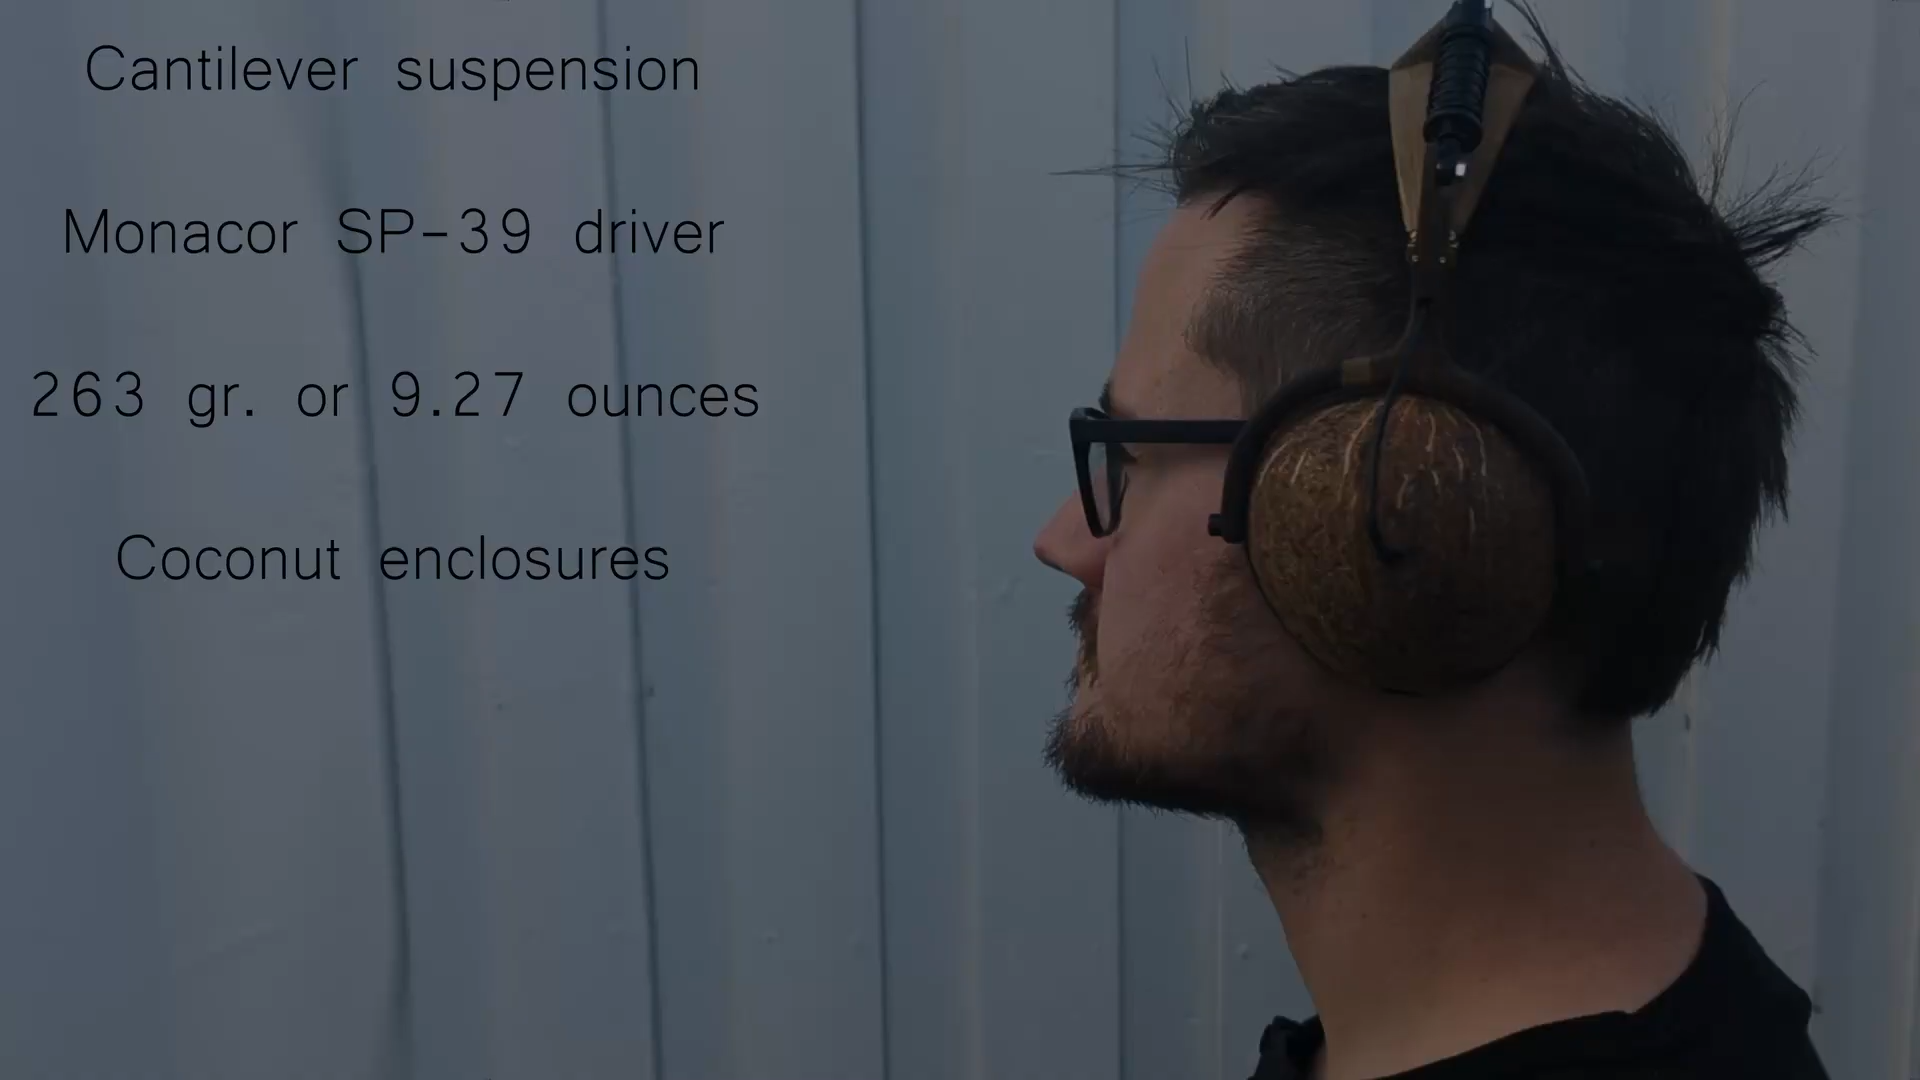 Cantilever suspension
Monacor SP-39 driver
263 gr. or 9.27 ounces
Coconut enclosures